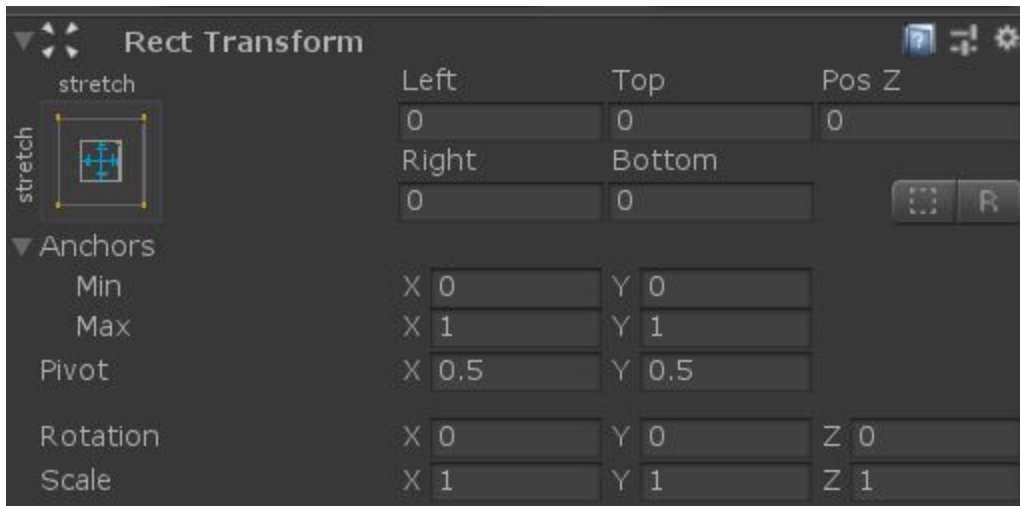 Rect Transform
stretch
stretch
Left Top Pos Z
0 0 0
Right Bottom
0 0
R
Anchors
Min X 0 Y 0
Max X 1 Y 1
Pivot X 0.5 Y 0.5
Rotation X 0 Y 0 Z 0
Scale X 1 Y 1 Z 1